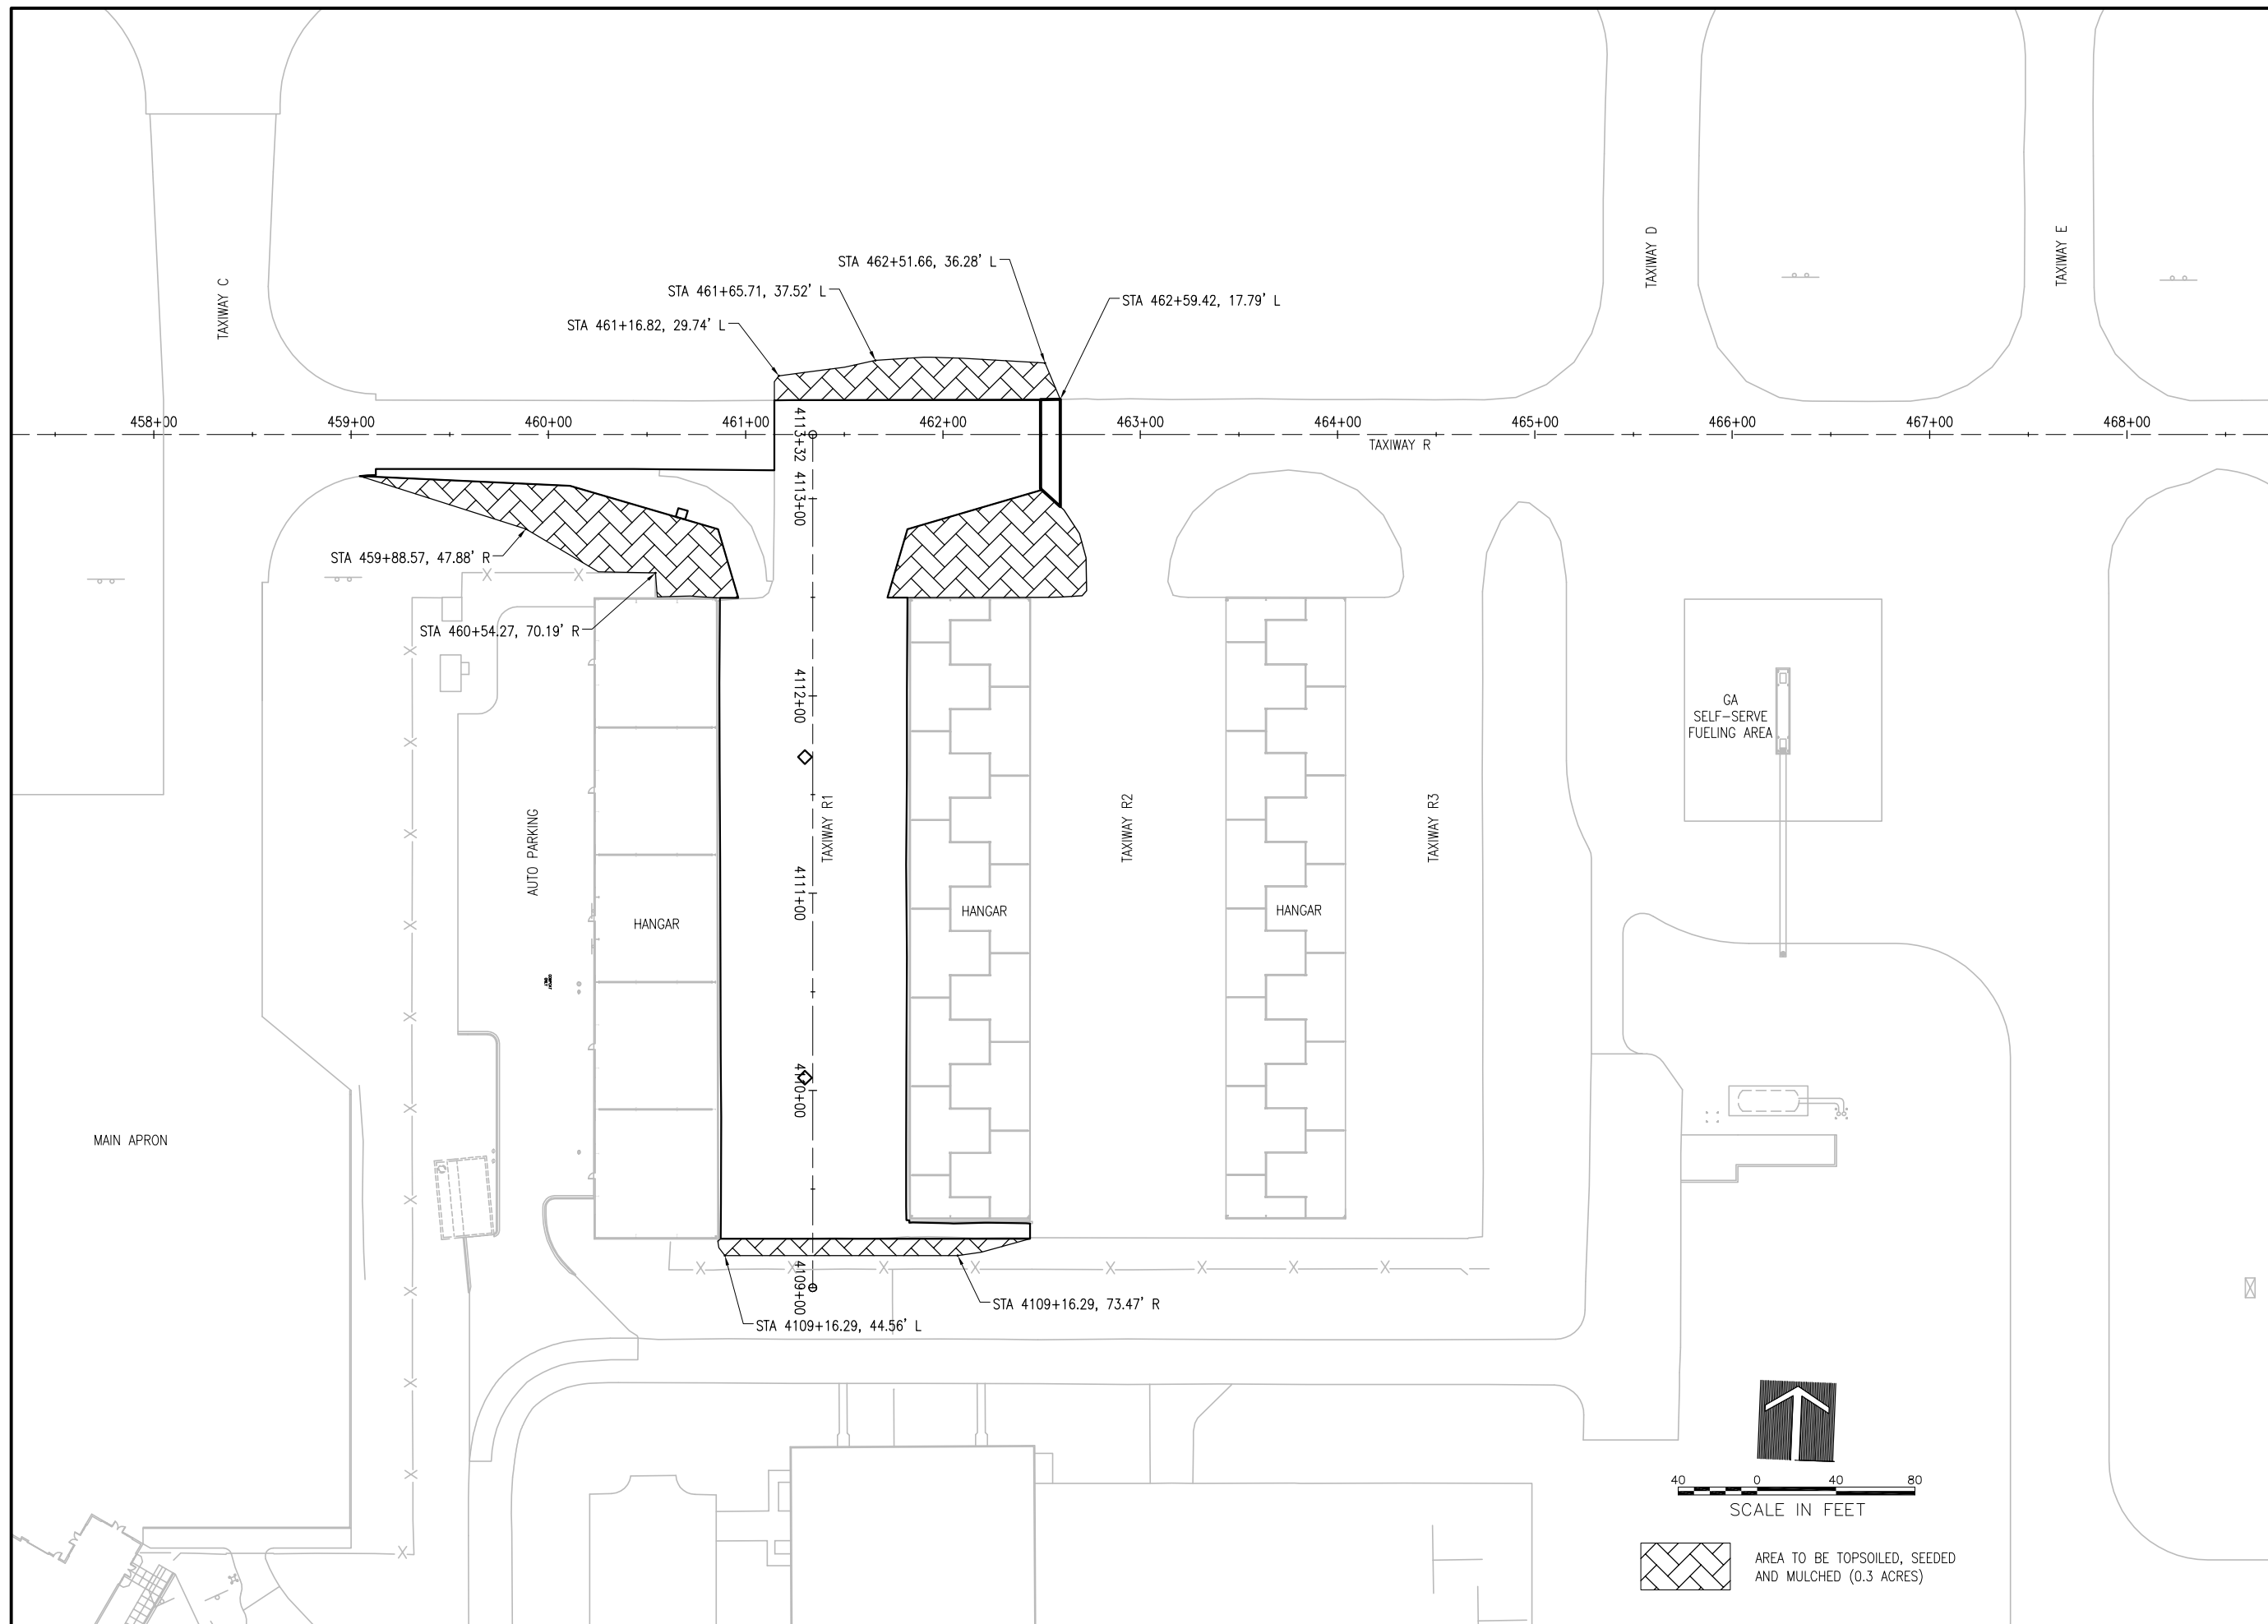 TAXIWAY C
TAXIWAY D
TAXIWAY E
STA 462+51.66, 36.28' L
STA 461+65.71, 37.52' L
STA 462+59.42, 17.79' L
STA 461+16.82, 29.74' L
458+00
459+00
460+00
461+00
462+00
463+00
464+00
465+00
466+00
467+00
468+00
TAXIWAY R
4113+32
4113+00
STA 459+88.57, 47.88' R
STA 460+54.27, 70.19' R
4112+00
GA
SELF-SERVE
FUELING AREA
AUTO PARKING
TAXIWAY R1
TAXIWAY R2
TAXIWAY R3
4111+00
HANGAR
HANGAR
HANGAR
4110+00
MAIN APRON
4109+00
STA 4109+16.29, 73.47' R
STA 4109+16.29, 44.56' L
40
0
40
80
SCALE IN FEET
AREA TO BE TOPSOILED, SEEDED
AND MULCHED (0.3 ACRES)